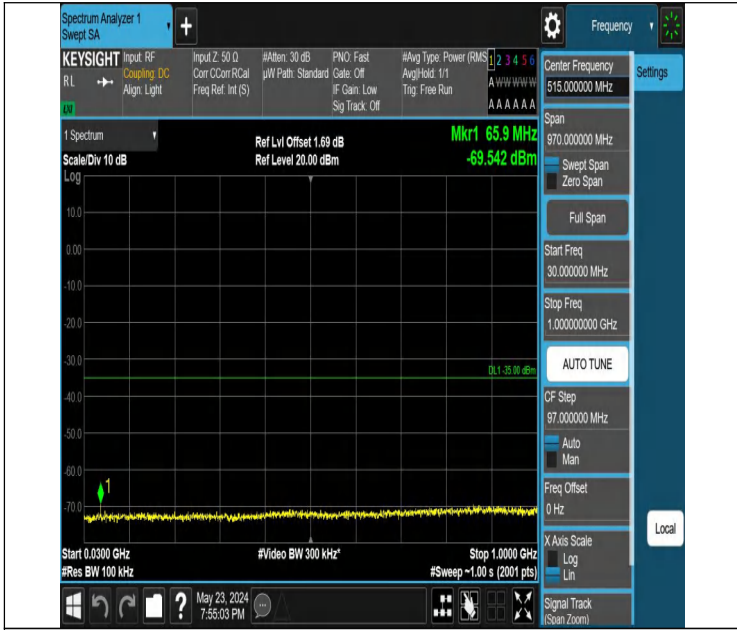 Spectrum Analyzer 1
Swept SA
+
Frequency
KEYSIGHT
RL
LXI
Input: RF
Coupling: DC
Align: Light
Input Z: 50 Ω
Corr CCorr RCal
Freq Ref: Int (S)
#Atten: 30 dB
µW Path: Standard
PNO: Fast
Gate: Off
IF Gain: Low
Sig Track: Off
#Avg Type: Power (RMS
Avg|Hold: 1/1
Trig: Free Run
1 2 3 4 5 6
A W W W W W
A A A A A A
1 Spectrum
Scale/Div 10 dB
Log
Ref Lvl Offset 1.69 dB
Ref Level 20.00 dBm
Mkr1 65.9 MHz
-69.542 dBm
10.0
0.00
-10.0
-20.0
-30.0
-40.0
-50.0
-60.0
-70.0
DL1 -35.00 dBm
1
Start 0.0300 GHz
#Res BW 100 kHz
#Video BW 300 kHz*
Stop 1.0000 GHz
#Sweep ~1.00 s (2001 pts)
?
May 23, 2024
7:55:03 PM
Center Frequency
515.000000 MHz
Settings
Span
970.000000 MHz
Swept Span
Zero Span
Full Span
Start Freq
30.000000 MHz
Stop Freq
1.000000000 GHz
AUTO TUNE
CF Step
97.000000 MHz
Auto
Man
Freq Offset
0 Hz
X Axis Scale
Log
Lin
Local
Signal Track
(Span Zoom)